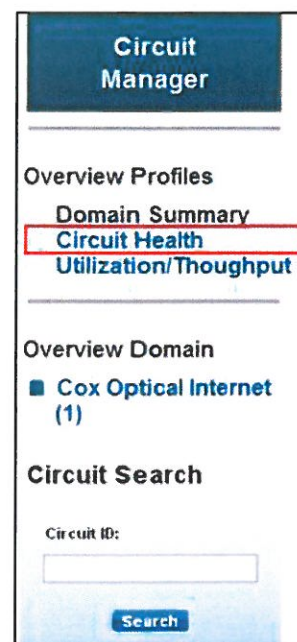 Circuit
Manager
Overview Profiles
Domain Summary
Circuit Health
Utilization/Thoughput
Overview Domain
Cox Optical Internet
(1)
Circuit Search
Circuit ID:
Search